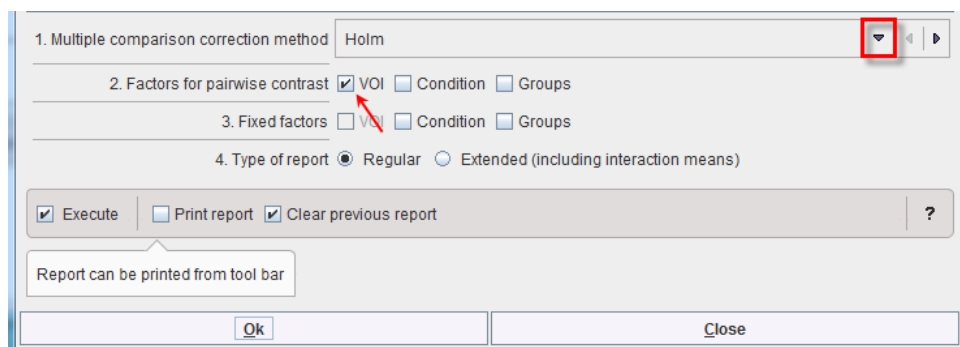 1. Multiple comparison correction method Holm
2. Factors for pairwise contrast VOI Condition Groups
3. Fixed factors VOI Condition Groups
4. Type of report Regular Extended (including interaction means)
Execute Print report Clear previous report ?
Report can be printed from tool bar
Ok Close